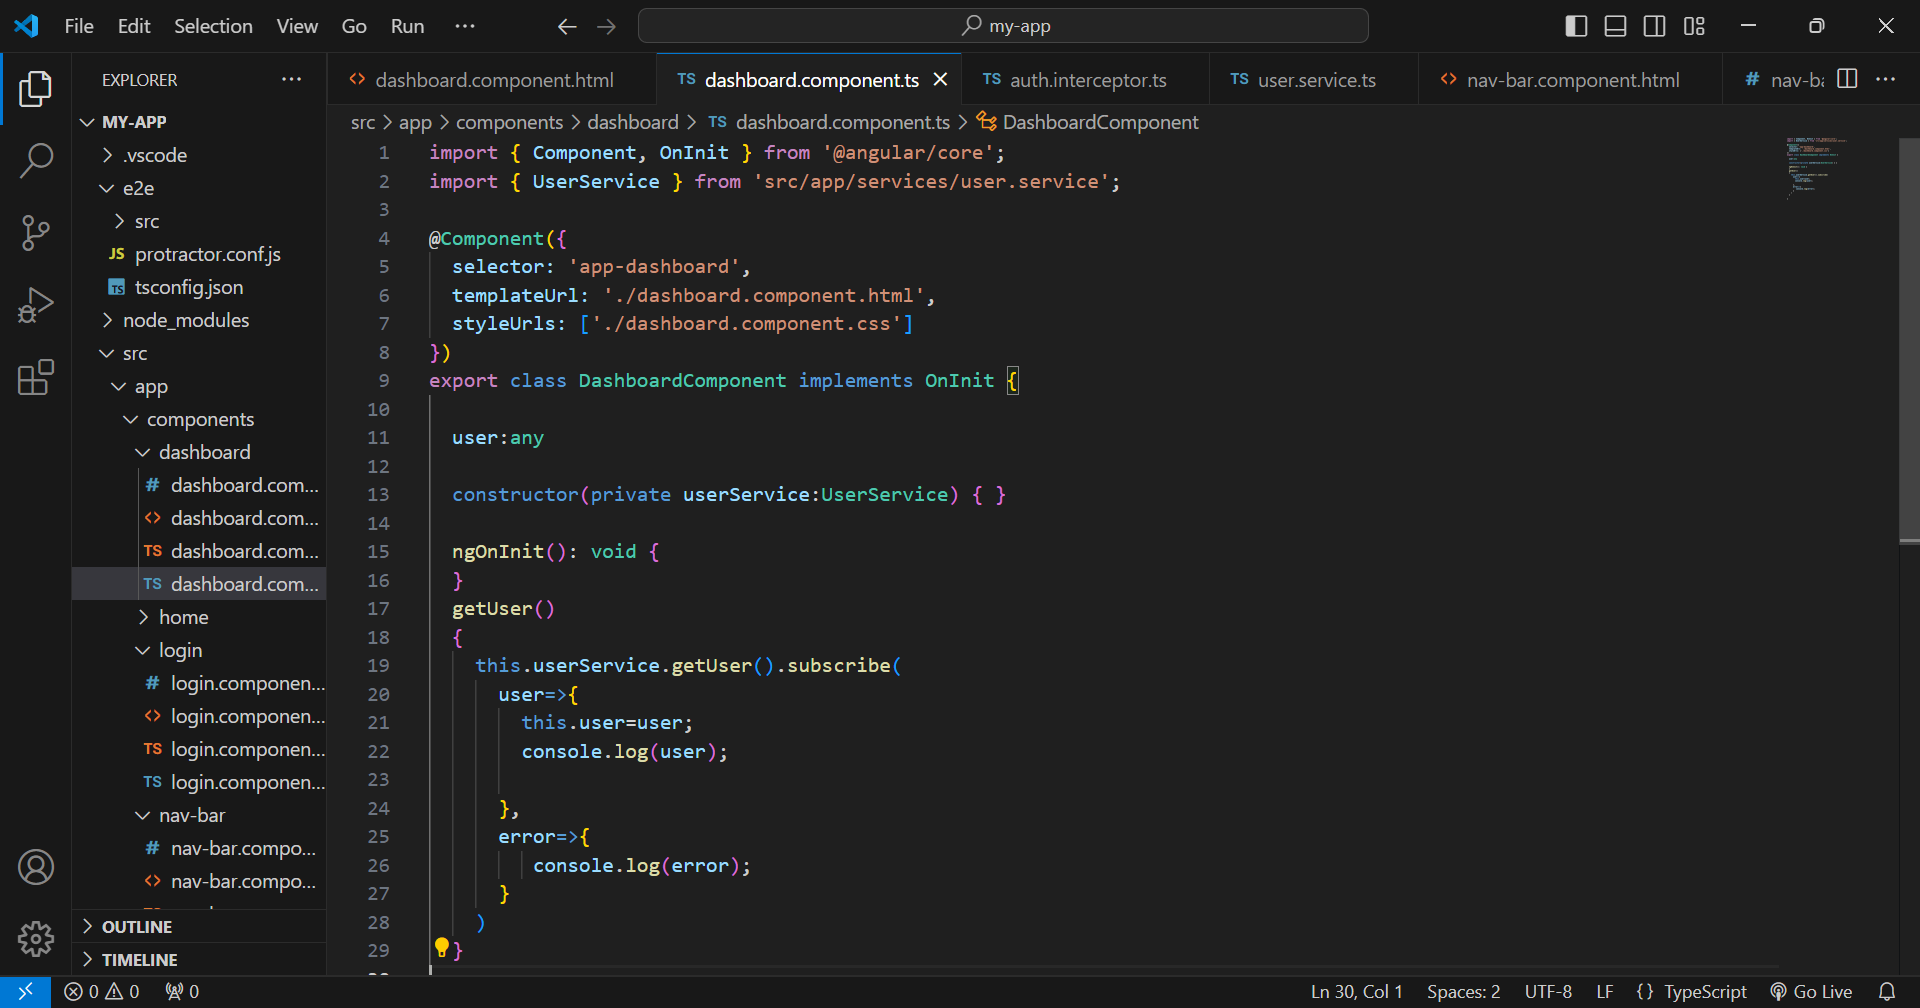 File Edit Selection View Go Run ···
my-app
EXPLORER
MY-APP
.vscode
e2e
src
JS protractor.conf.js
TS tsconfig.json
node_modules
src
app
components
dashboard
# dashboard.com...
<> dashboard.com...
TS dashboard.com...
TS dashboard.com...
home
login
# login.componen...
<> login.componen...
TS login.componen...
TS login.componen...
nav-bar
# nav-bar.compo...
<> nav-bar.compo...
OUTLINE
TIMELINE
<> dashboard.component.html
TS dashboard.component.ts
TS auth.interceptor.ts
TS user.service.ts
<> nav-bar.component.html
# nav-ba
src > app > components > dashboard > TS dashboard.component.ts > DashboardComponent
1 import { Component, OnInit } from '@angular/core';
2 import { UserService } from 'src/app/services/user.service';
3
4 @Component({
5 selector: 'app-dashboard',
6 templateUrl: './dashboard.component.html',
7 styleUrls: ['./dashboard.component.css']
8 })
9 export class DashboardComponent implements OnInit {
10
11 user:any
12
13 constructor(private userService:UserService) { }
14
15 ngOnInit(): void {
16 }
17 getUser()
18 {
19 this.userService.getUser().subscribe(
20 user=>{
21 this.user=user;
22 console.log(user);
23
24 },
25 error=>{
26 console.log(error);
27 }
28 )
29 }
0 0 0
Ln 30, Col 1 Spaces: 2 UTF-8 LF {} TypeScript Go Live